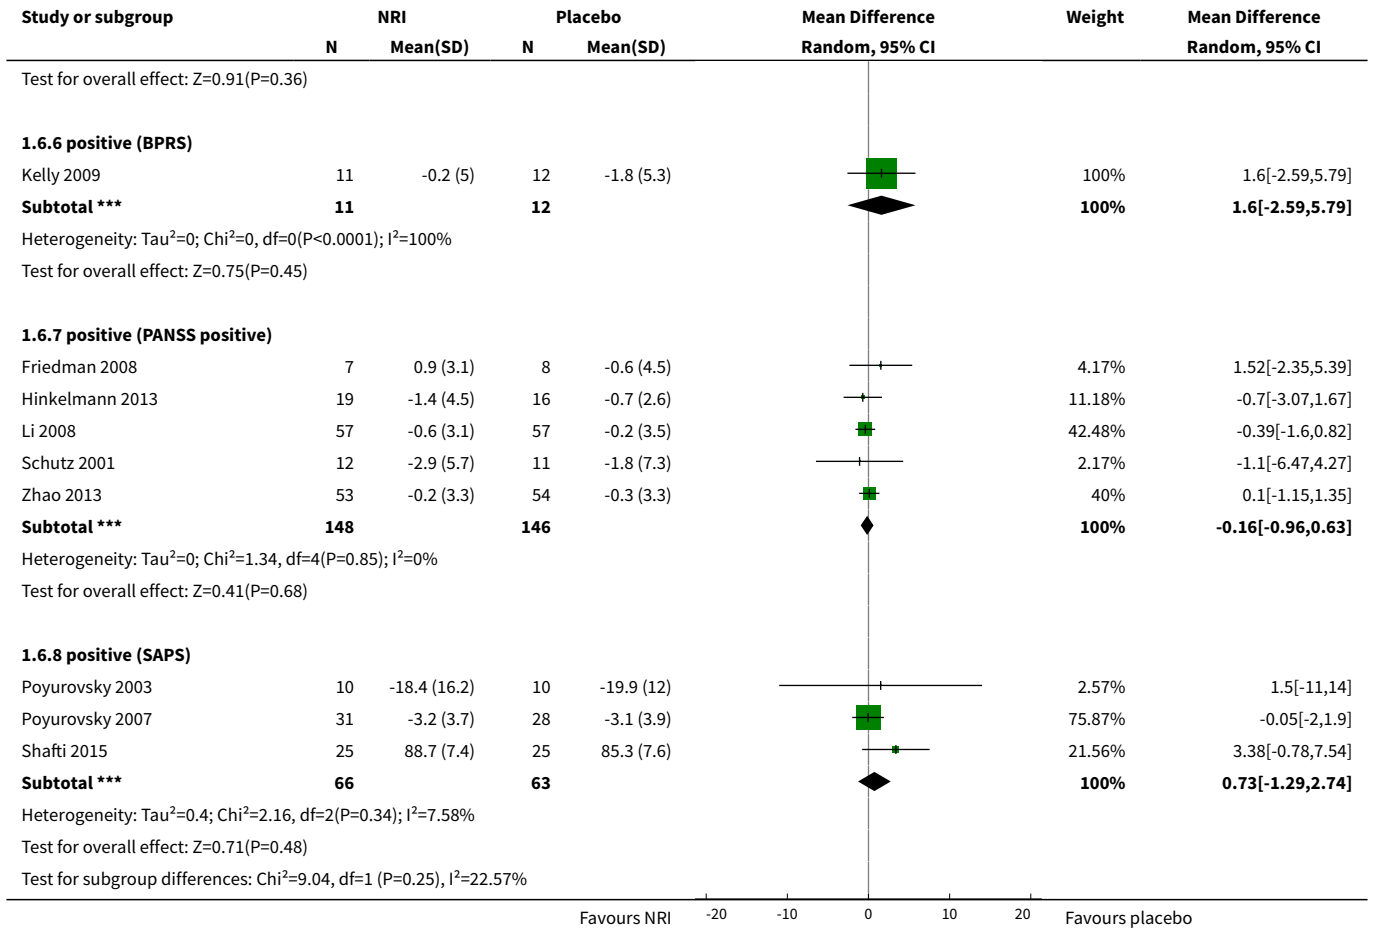 Study or subgroup NRI Placebo Mean Difference Weight Mean Difference
N Mean(SD) N Mean(SD) Random, 95% CI Random, 95% CI
Test for overall effect: Z=0.91(P=0.36)
1.6.6 positive (BPRS)
Kelly 2009 11 -0.2 (5) 12 -1.8 (5.3) 100% 1.6[-2.59,5.79]
Subtotal *** 11 12 100% 1.6[-2.59,5.79]
Heterogeneity: Tau²=0; Chi²=0, df=0(P<0.0001); I²=100%
Test for overall effect: Z=0.75(P=0.45)
1.6.7 positive (PANSS positive)
Friedman 2008 7 0.9 (3.1) 8 -0.6 (4.5) 4.17% 1.52[-2.35,5.39]
Hinkelmann 2013 19 -1.4 (4.5) 16 -0.7 (2.6) 11.18% -0.7[-3.07,1.67]
Li 2008 57 -0.6 (3.1) 57 -0.2 (3.5) 42.48% -0.39[-1.6,0.82]
Schutz 2001 12 -2.9 (5.7) 11 -1.8 (7.3) 2.17% -1.1[-6.47,4.27]
Zhao 2013 53 -0.2 (3.3) 54 -0.3 (3.3) 40% 0.1[-1.15,1.35]
Subtotal *** 148 146 100% -0.16[-0.96,0.63]
Heterogeneity: Tau²=0; Chi²=1.34, df=4(P=0.85); I²=0%
Test for overall effect: Z=0.41(P=0.68)
1.6.8 positive (SAPS)
Poyurovsky 2003 10 -18.4 (16.2) 10 -19.9 (12) 2.57% 1.5[-11,14]
Poyurovsky 2007 31 -3.2 (3.7) 28 -3.1 (3.9) 75.87% -0.05[-2,1.9]
Shafti 2015 25 88.7 (7.4) 25 85.3 (7.6) 21.56% 3.38[-0.78,7.54]
Subtotal *** 66 63 100% 0.73[-1.29,2.74]
Heterogeneity: Tau²=0.4; Chi²=2.16, df=2(P=0.34); I²=7.58%
Test for overall effect: Z=0.71(P=0.48)
Test for subgroup differences: Chi²=9.04, df=1 (P=0.25), I²=22.57%
Favours NRI -20 -10 0 10 20 Favours placebo